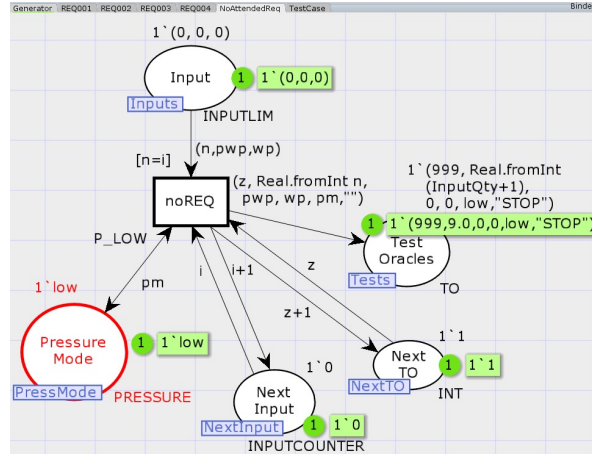 Generator REQ001 REQ002 REQ003 REQ004 NoAttendedReq TestCase Binde
1`(0, 0, 0)
Input
1 1`(0,0,0)
Inputs
INPUTLIM
(n,pwp,wp)
[n=i]
noREQ
(z, Real.fromInt n,
pwp, wp, pm,"")
1`(999, Real.fromInt
(InputQty+1),
0, 0, low,"STOP")
1 1`(999,9.0,0,0,low,"STOP")
Test
Oracles
Tests
TO
P_LOW
i
i+1
z
z+1
pm
1`low
Pressure
Mode
1 1`low
PressMode
PRESSURE
1`0
Next
Input
NextInput
1 1`0
INPUTCOUNTER
1`1
Next
TO
1 1`1
NextTO
INT